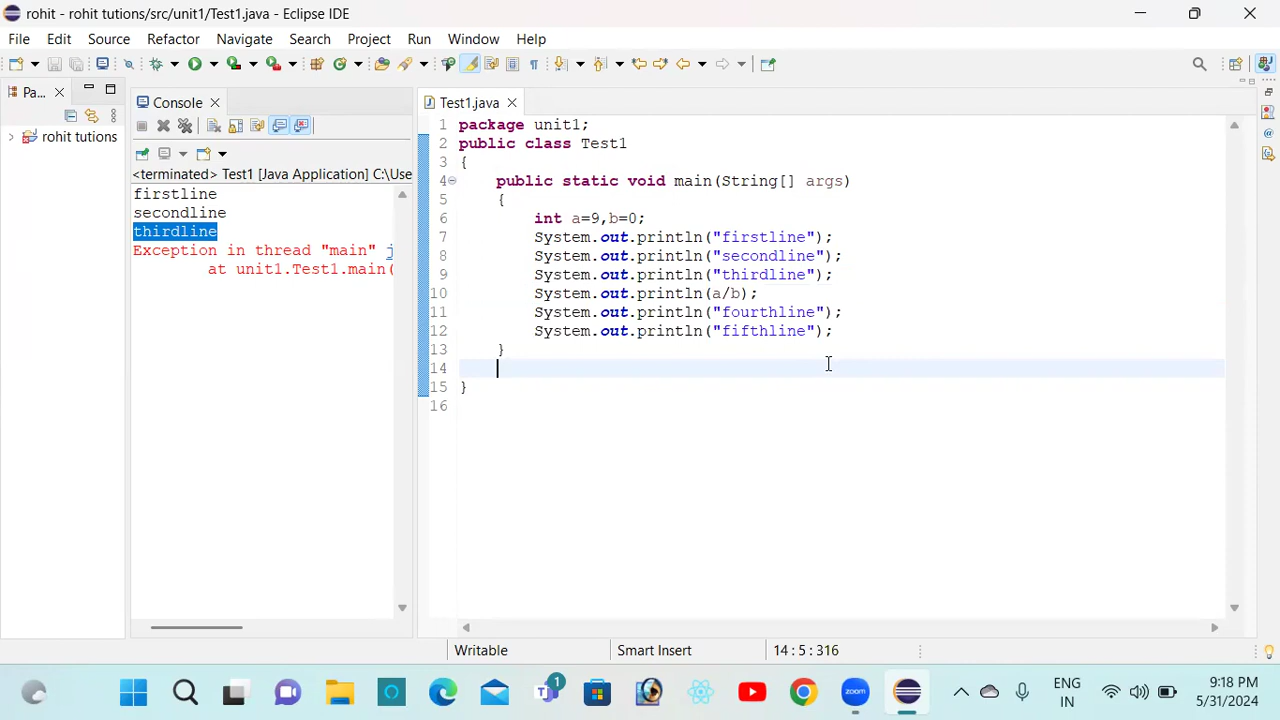 rohit - rohit tutions/src/unit1/Test1.java - Eclipse IDE
File Edit Source Refactor Navigate Search Project Run Window Help
Pa...
rohit tutions
Console
<terminated> Test1 [Java Application] C:\Use
firstline
secondline
thirdline
Exception in thread "main" j
at unit1.Test1.main(
Test1.java
1 package unit1;
2 public class Test1
3 {
4 public static void main(String[] args)
5 {
6 int a=9,b=0;
7 System.out.println("firstline");
8 System.out.println("secondline");
9 System.out.println("thirdline");
10 System.out.println(a/b);
11 System.out.println("fourthline");
12 System.out.println("fifthline");
13 }
14
15 }
16
Writable Smart Insert 14 : 5 : 316
1
zoom
ENG
IN
9:18 PM
5/31/2024